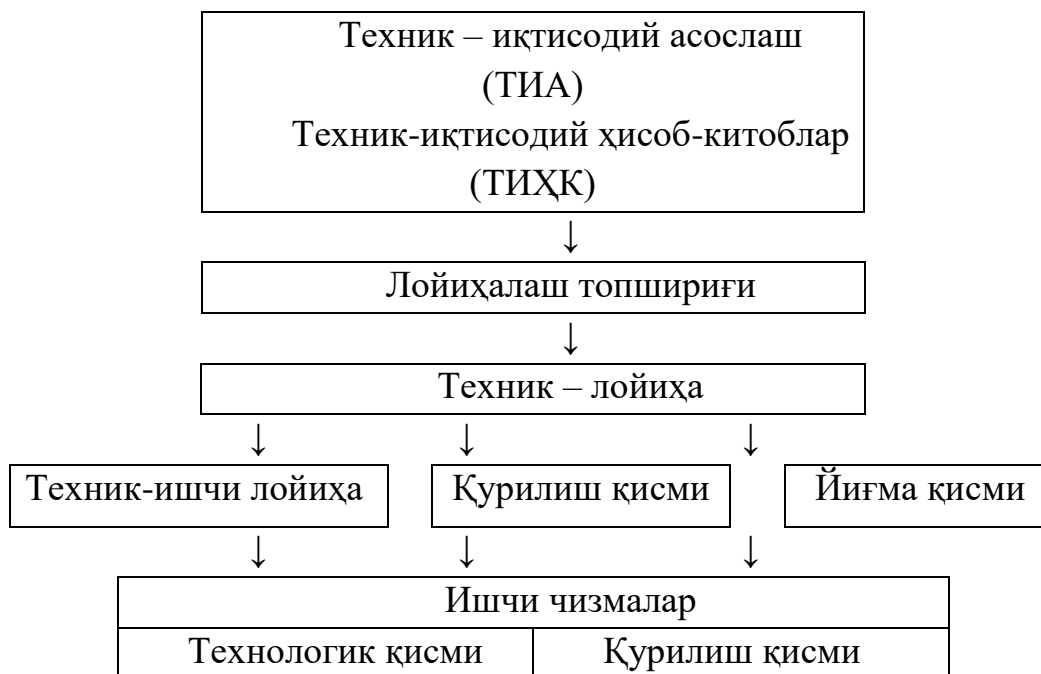 Техник – иқтисодий асослаш
(ТИА)
Техник-иқтисодий ҳисоб-китоблар
(ТИҲК)
↓
Лойиҳалаш топшириғи
↓
Техник – лойиҳа
↓ ↓ ↓
Техник-ишчи лойиҳа Қурилиш қисми Йиғма қисми
↓ ↓ ↓
Ишчи чизмалар
Технологик қисми Қурилиш қисми